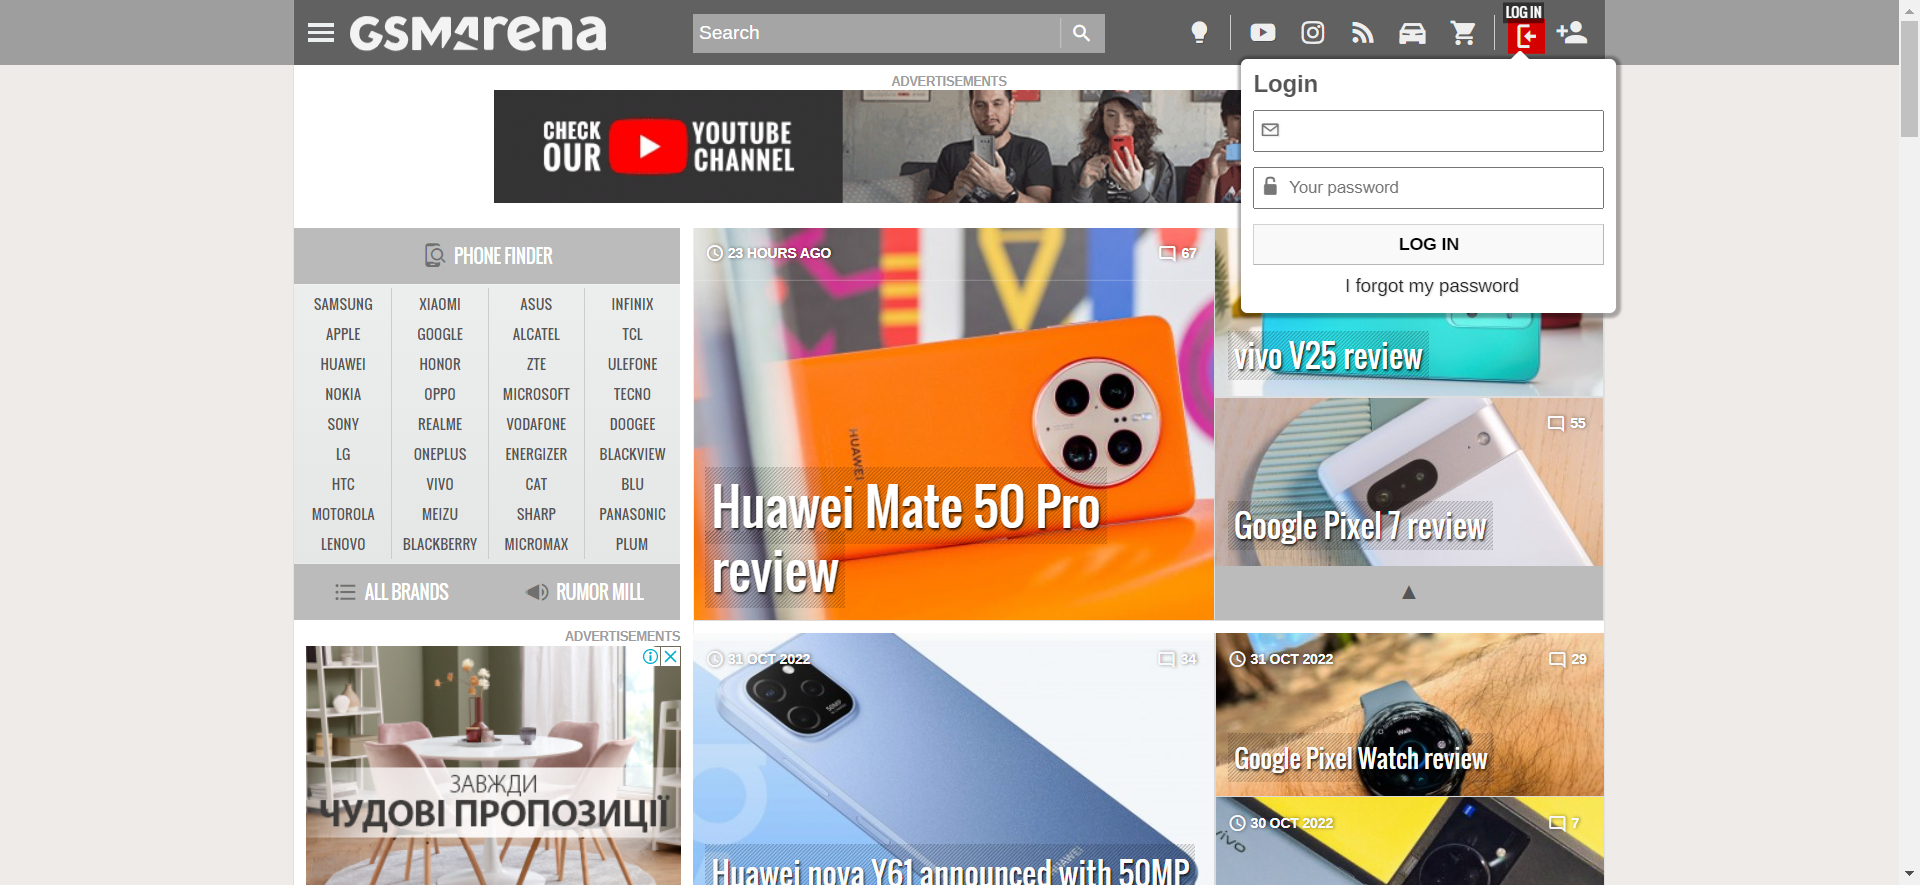 GSMArena
Search
LOG IN
Login
Your password
LOG IN
I forgot my password
ADVERTISEMENTS
CHECK OUR YOUTUBE CHANNEL
PHONE FINDER
SAMSUNG XIAOMI ASUS INFINIX
APPLE GOOGLE ALCATEL TCL
HUAWEI HONOR ZTE ULEFONE
NOKIA OPPO MICROSOFT TECNO
SONY REALME VODAFONE DOOGEE
LG ONEPLUS ENERGIZER BLACKVIEW
HTC VIVO CAT BLU
MOTOROLA MEIZU SHARP PANASONIC
LENOVO BLACKBERRY MICROMAX PLUM
ALL BRANDS RUMOR MILL
23 HOURS AGO 67
HUAWEI
Huawei Mate 50 Pro
review
vivo V25 review
55
Google Pixel 7 review
▲
ADVERTISEMENTS
ЗАВЖДИ
ЧУДОВІ ПРОПОЗИЦІЇ
31 OCT 2022 34
50MP
HUAWEI
Huawei nova Y61 announced with 50MP
31 OCT 2022 29
Walk
Google Pixel Watch review
30 OCT 2022 7
vivo